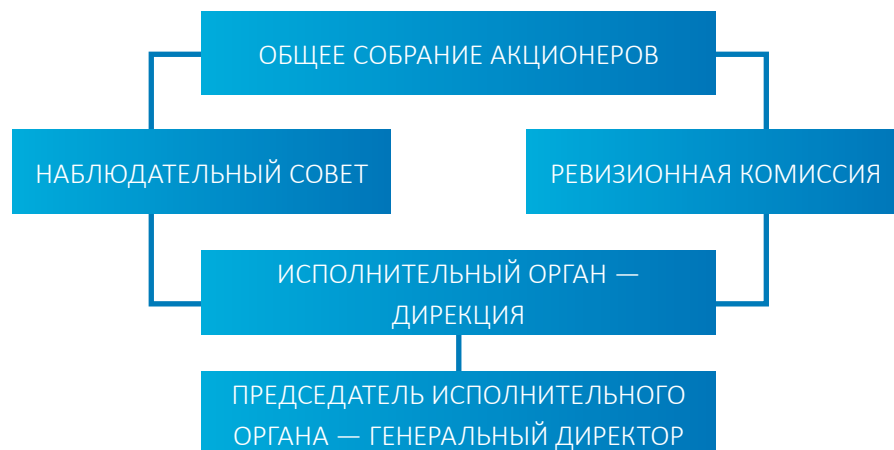 ОБЩЕЕ СОБРАНИЕ АКЦИОНЕРОВ
НАБЛЮДАТЕЛЬНЫЙ СОВЕТ
РЕВИЗИОННАЯ КОМИССИЯ
ИСПОЛНИТЕЛЬНЫЙ ОРГАН —
ДИРЕКЦИЯ
ПРЕДСЕДАТЕЛЬ ИСПОЛНИТЕЛЬНОГО
ОРГАНА — ГЕНЕРАЛЬНЫЙ ДИРЕКТОР